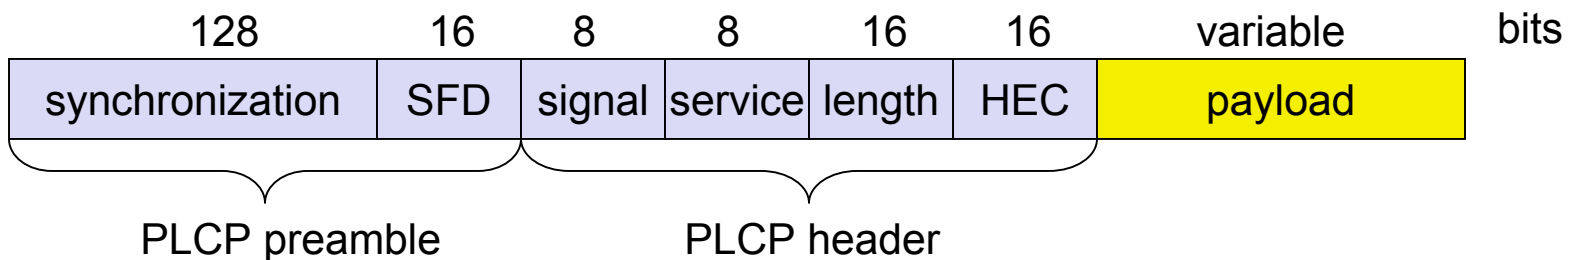 128 16 8 8 16 16 variable bits
synchronization SFD signal service length HEC payload
PLCP preamble PLCP header